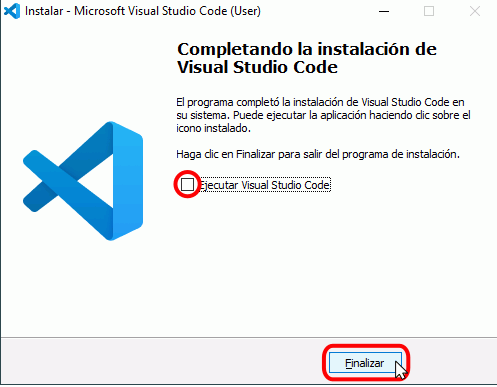 Instalar - Microsoft Visual Studio Code (User)
Completando la instalación de
Visual Studio Code
El programa completó la instalación de Visual Studio Code en
su sistema. Puede ejecutar la aplicación haciendo clic sobre el
icono instalado.
Haga clic en Finalizar para salir del programa de instalación.
Ejecutar Visual Studio Code
Finalizar